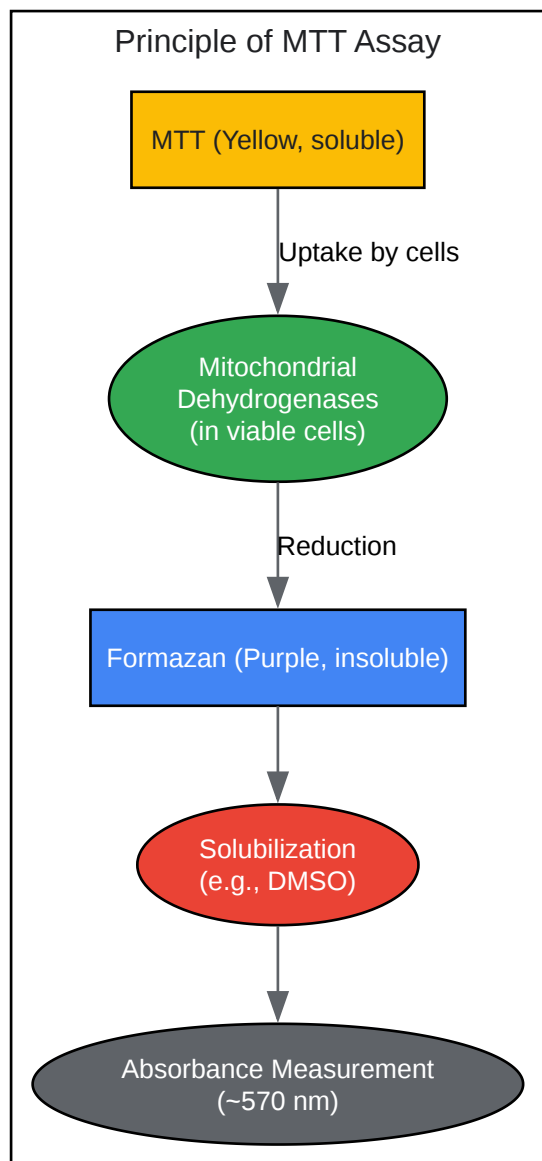 Principle of MTT Assay
MTT (Yellow, soluble)
Uptake by cells
Mitochondrial
Dehydrogenases
(in viable cells)
Reduction
Formazan (Purple, insoluble)
Solubilization
(e.g., DMSO)
Absorbance Measurement
(~570 nm)